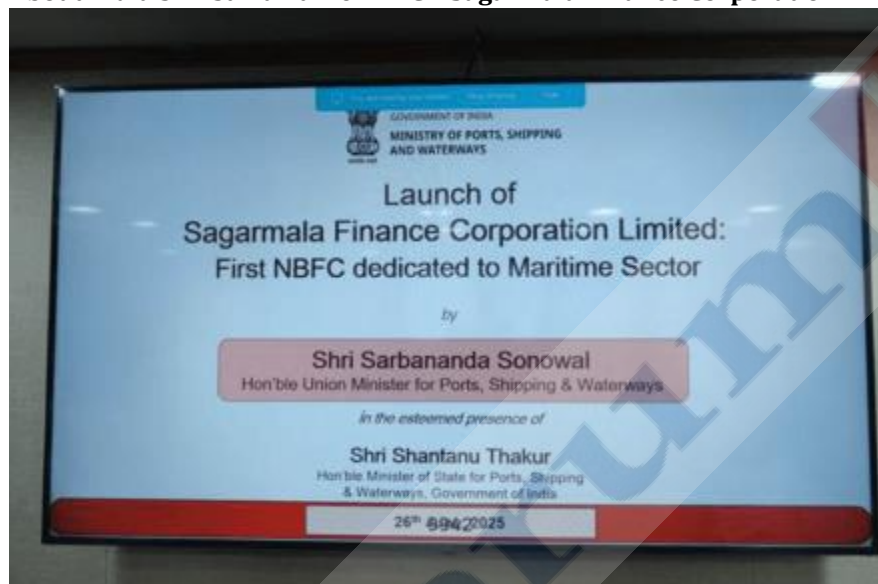 GOVERNMENT OF INDIA
MINISTRY OF PORTS, SHIPPING
AND WATERWAYS
Launch of
Sagarmala Finance Corporation Limited:
First NBFC dedicated to Maritime Sector
by
Shri Sarbananda Sonowal
Hon'ble Union Minister for Ports, Shipping & Waterways
in the esteemed presence of
Shri Shantanu Thakur
Hon'ble Minister of State for Ports, Shipping
& Waterways, Government of India
26th 2025